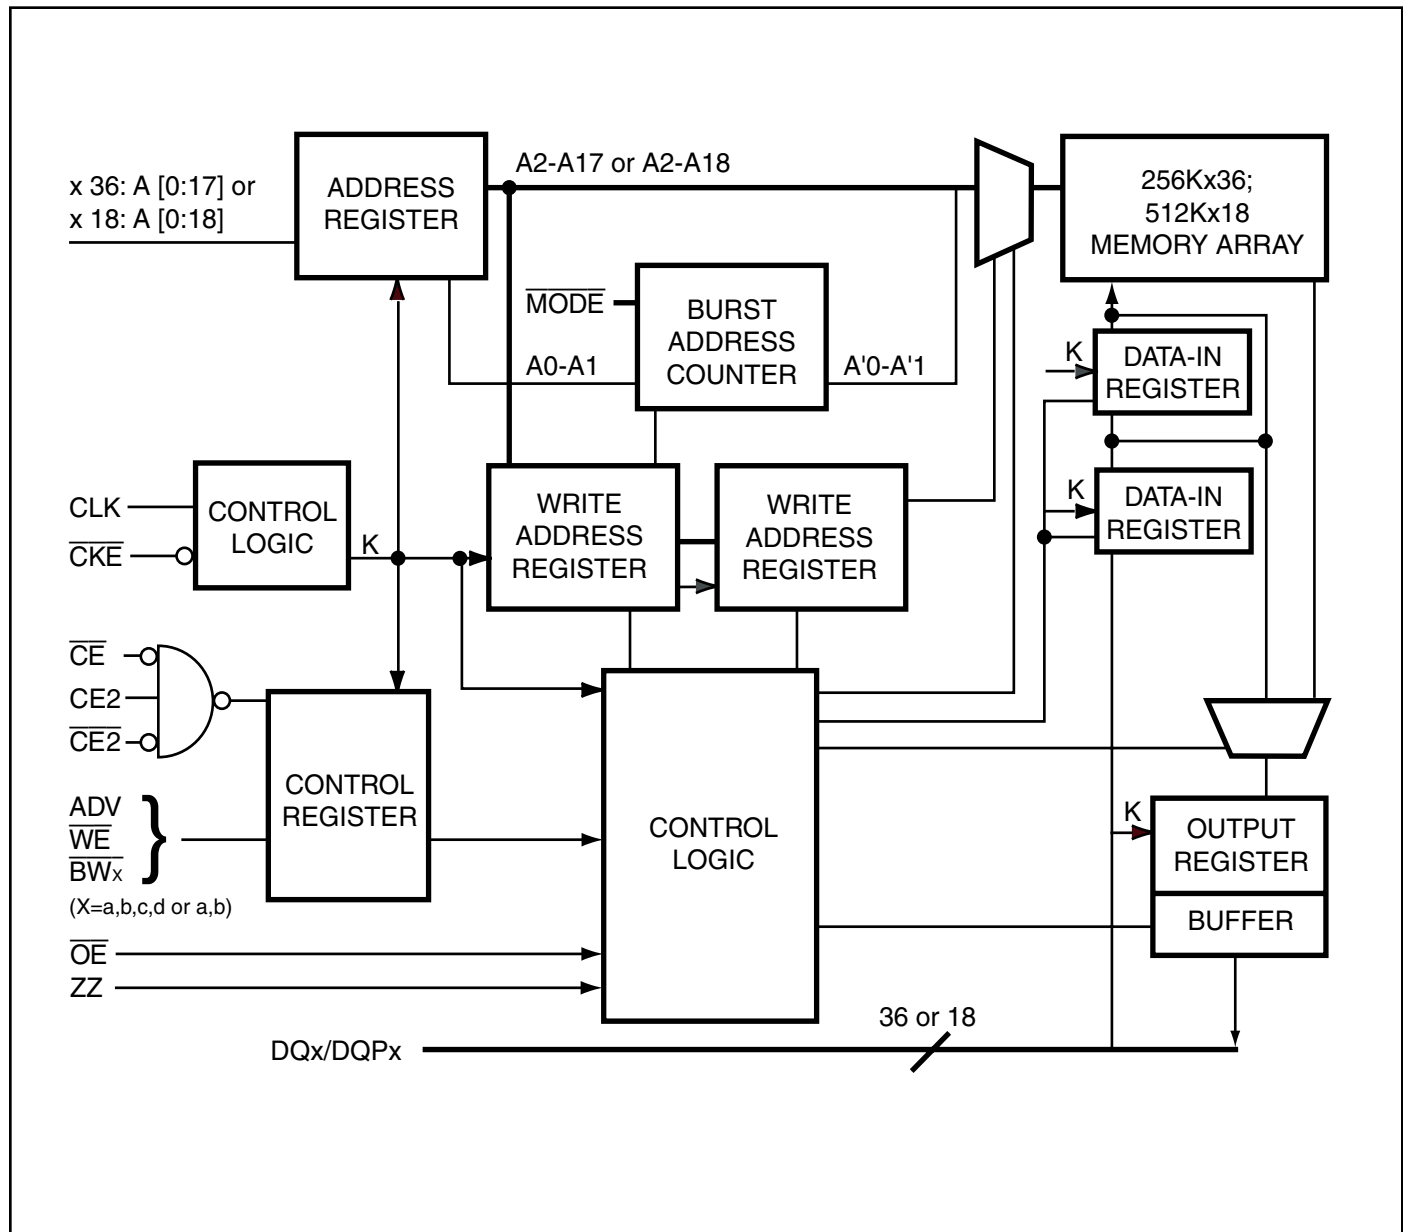 x 36: A [0:17] or
x 18: A [0:18]
ADDRESS
REGISTER
A2-A17 or A2-A18
256Kx36;
512Kx18
MEMORY ARRAY
MODE
BURST
ADDRESS
COUNTER
A0-A1
A'0-A'1
K
DATA-IN
REGISTER
K
DATA-IN
REGISTER
CLK
CKE
CONTROL
LOGIC
K
WRITE
ADDRESS
REGISTER
WRITE
ADDRESS
REGISTER
CE
CE2
CE2
ADV
WE
BWx
}
(X=a,b,c,d or a,b)
CONTROL
REGISTER
CONTROL
LOGIC
K
OUTPUT
REGISTER
BUFFER
OE
ZZ
36 or 18
DQx/DQPx